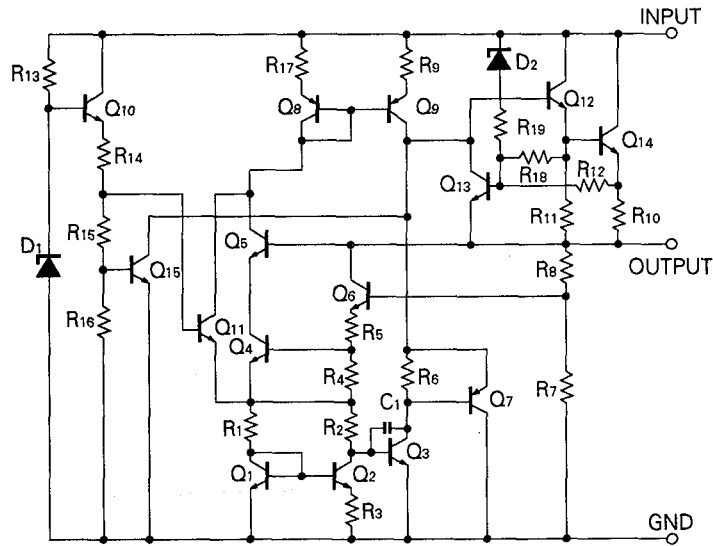 INPUT
R13
R17
R9
D2
Q10
Q8
Q9
Q12
R19
Q14
R14
R18
R12
Q13
R15
R11
R10
D1
Q5
Q15
OUTPUT
R8
Q6
R16
Q11
R5
Q4
R4
R6
R7
C1
Q7
R1
R2
Q3
Q1
Q2
R3
GND